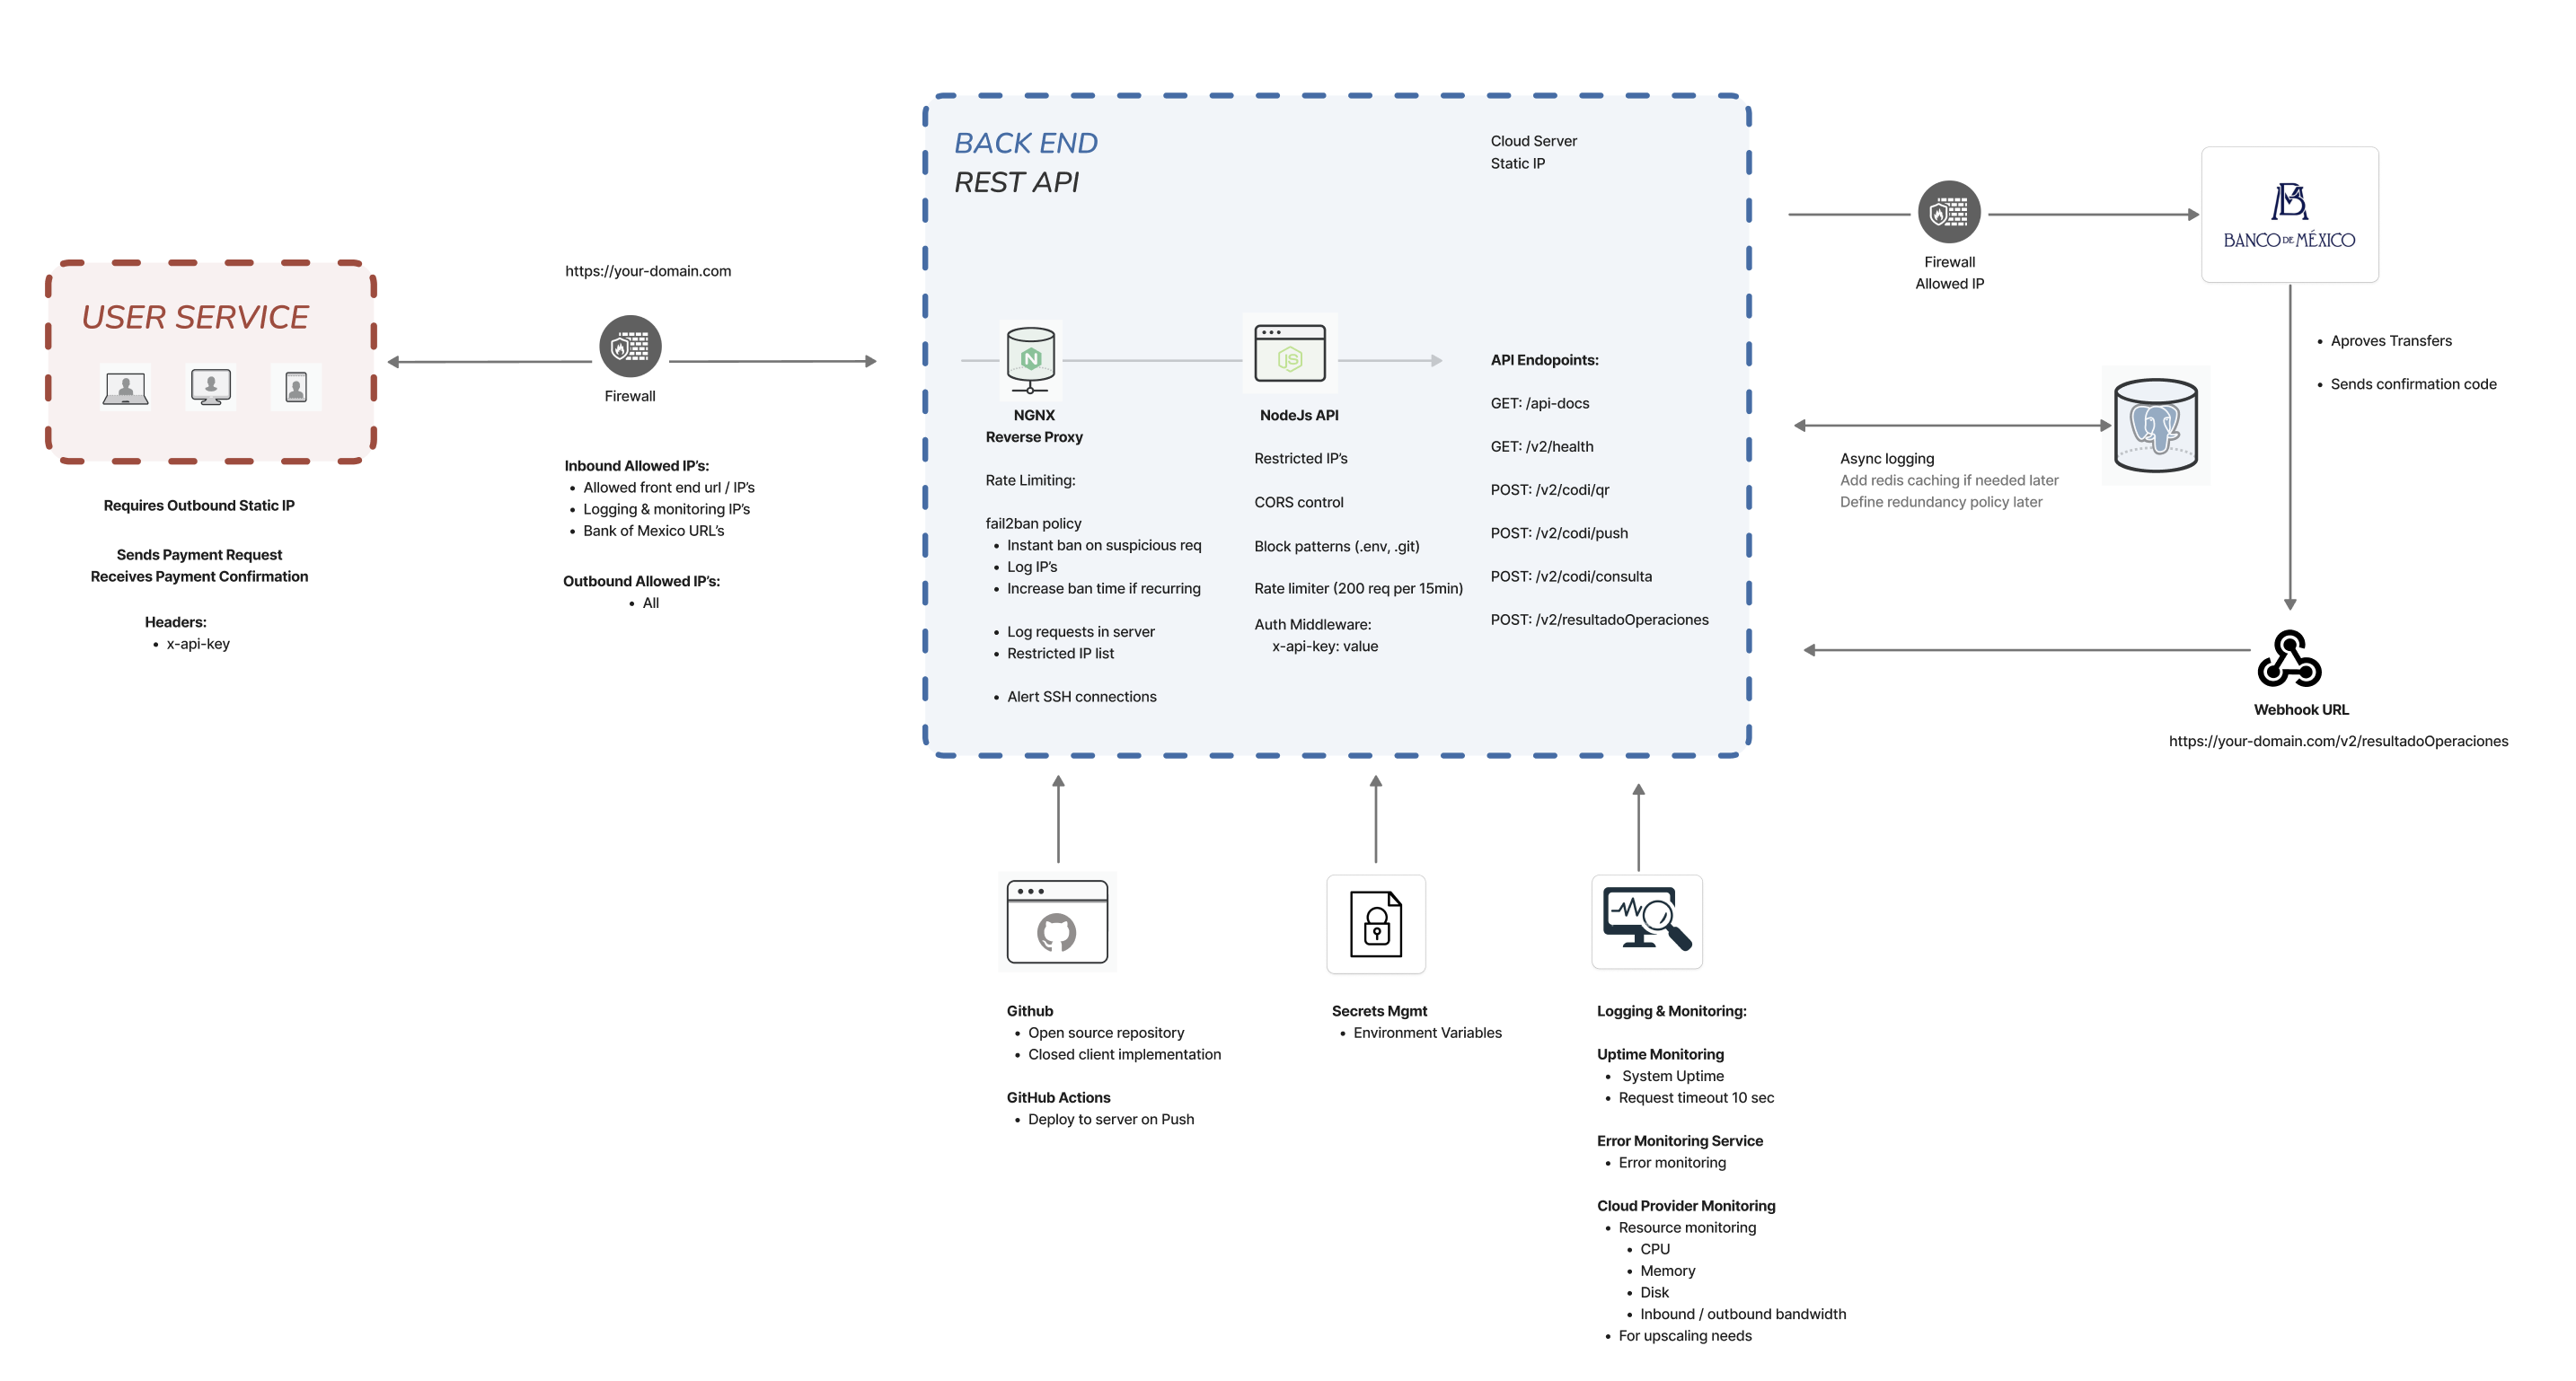 BACK END
REST API
Cloud Server
Static IP
BANCO DE MÉXICO
Firewall
Allowed IP
https://your-domain.com
USER SERVICE
Firewall
Requires Outbound Static IP
Sends Payment Request
Receives Payment Confirmation
Headers:
• x-api-key
Inbound Allowed IP's:
• Allowed front end url / IP's
• Logging & monitoring IP's
• Bank of Mexico URL's
Outbound Allowed IP's:
• All
N
NGNX
Reverse Proxy
Rate Limiting:
fail2ban policy
• Instant ban on suspicious req
• Log IP's
• Increase ban time if recurring
• Log requests in server
• Restricted IP list
• Alert SSH connections
JS
NodeJs API
Restricted IP's
CORS control
Block patterns (.env, .git)
Rate limiter (200 req per 15min)
Auth Middleware:
x-api-key: value
API Endopoints:
GET: /api-docs
GET: /v2/health
POST: /v2/codi/qr
POST: /v2/codi/push
POST: /v2/codi/consulta
POST: /v2/resultadoOperaciones
• Aproves Transfers
• Sends confirmation code
Async logging
Add redis caching if needed later
Define redundancy policy later
Webhook URL
https://your-domain.com/v2/resultadoOperaciones
Github
• Open source repository
• Closed client implementation
GitHub Actions
• Deploy to server on Push
Secrets Mgmt
• Environment Variables
Logging & Monitoring:
Uptime Monitoring
• System Uptime
• Request timeout 10 sec
Error Monitoring Service
• Error monitoring
Cloud Provider Monitoring
• Resource monitoring
• CPU
• Memory
• Disk
• Inbound / outbound bandwidth
• For upscaling needs